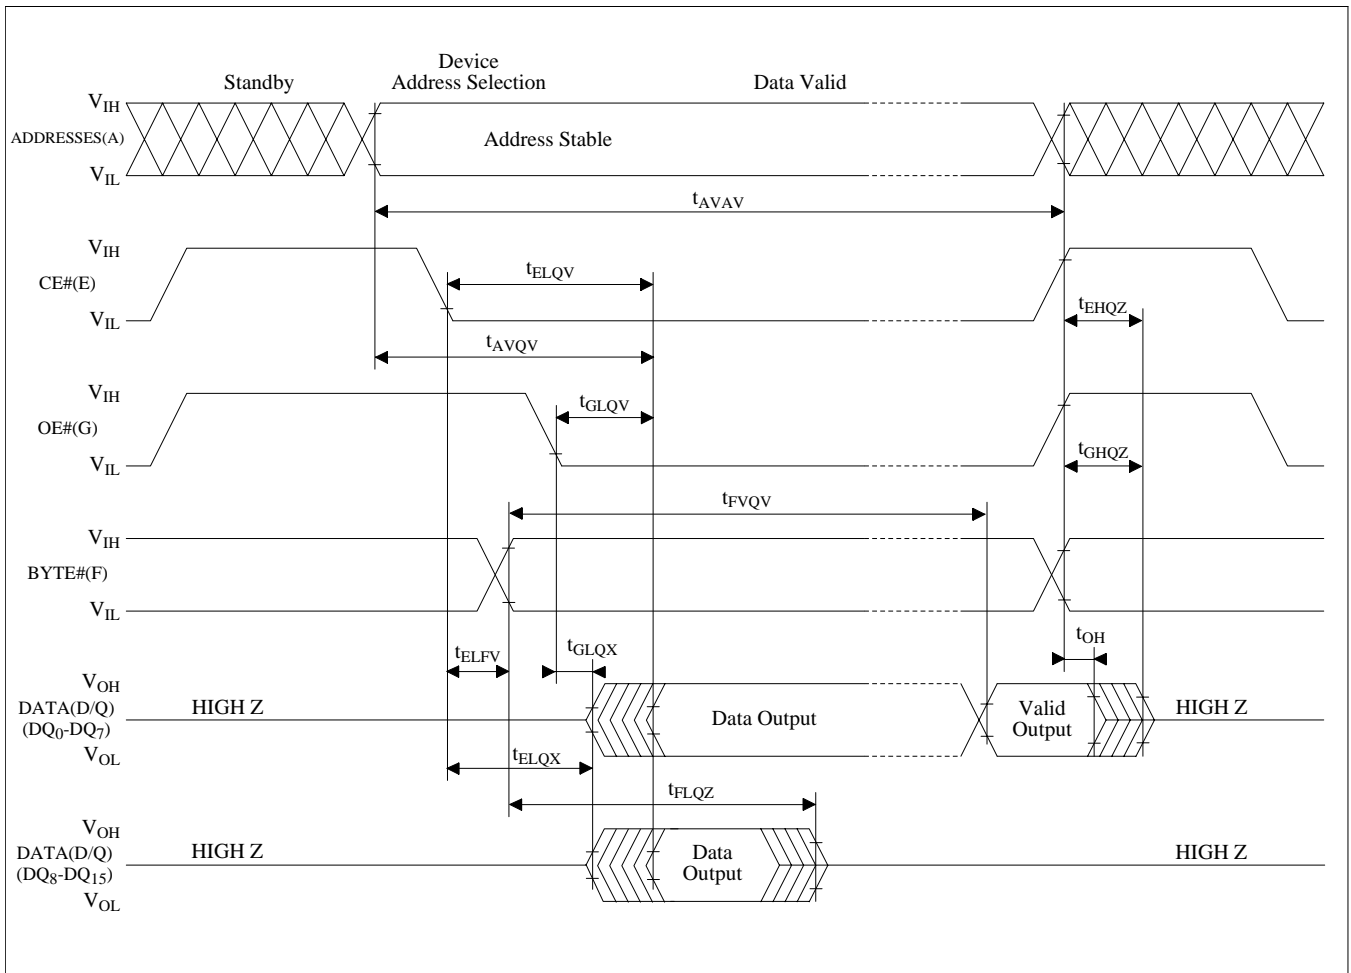 Device
Standby Address Selection Data Valid
VIH
ADDRESSES(A) Address Stable
VIL
tAVAV
VIH
CE#(E) tELQV
tEHQZ
VIL
tAVQV
VIH
OE#(G) tGLQV
tGHQZ
VIL
tFVQV
VIH
BYTE#(F)
VIL
tELFV tGLQX tOH
VOH
DATA(D/Q) HIGH Z Data Output Valid Output HIGH Z
(DQ0-DQ7)
VOL
tELQX
tFLQZ
VOH
DATA(D/Q) HIGH Z Data Output HIGH Z
(DQ8-DQ15)
VOL